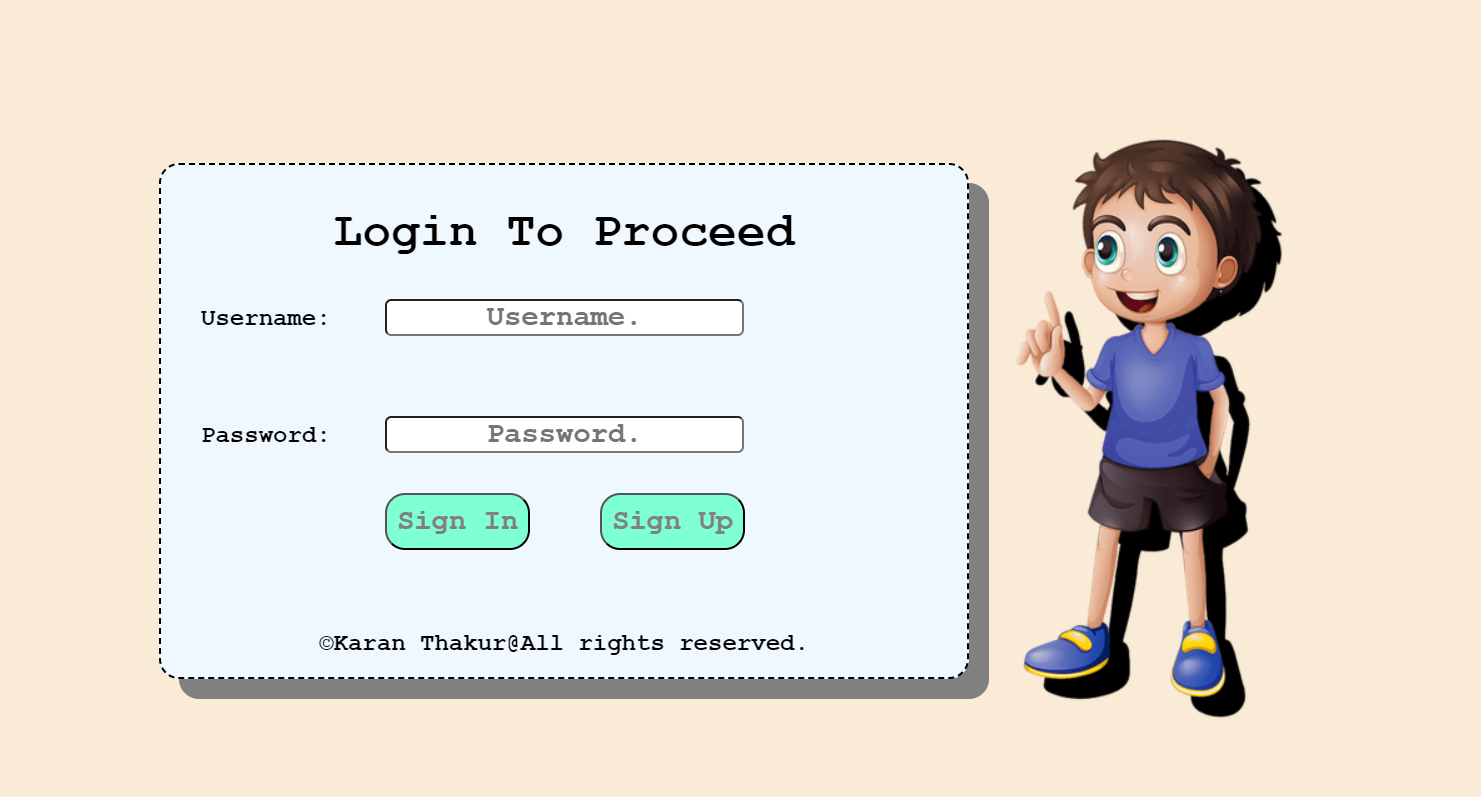 Login To Proceed
Username: Username.
Password: Password.
Sign In Sign Up
©Karan Thakur@All rights reserved.